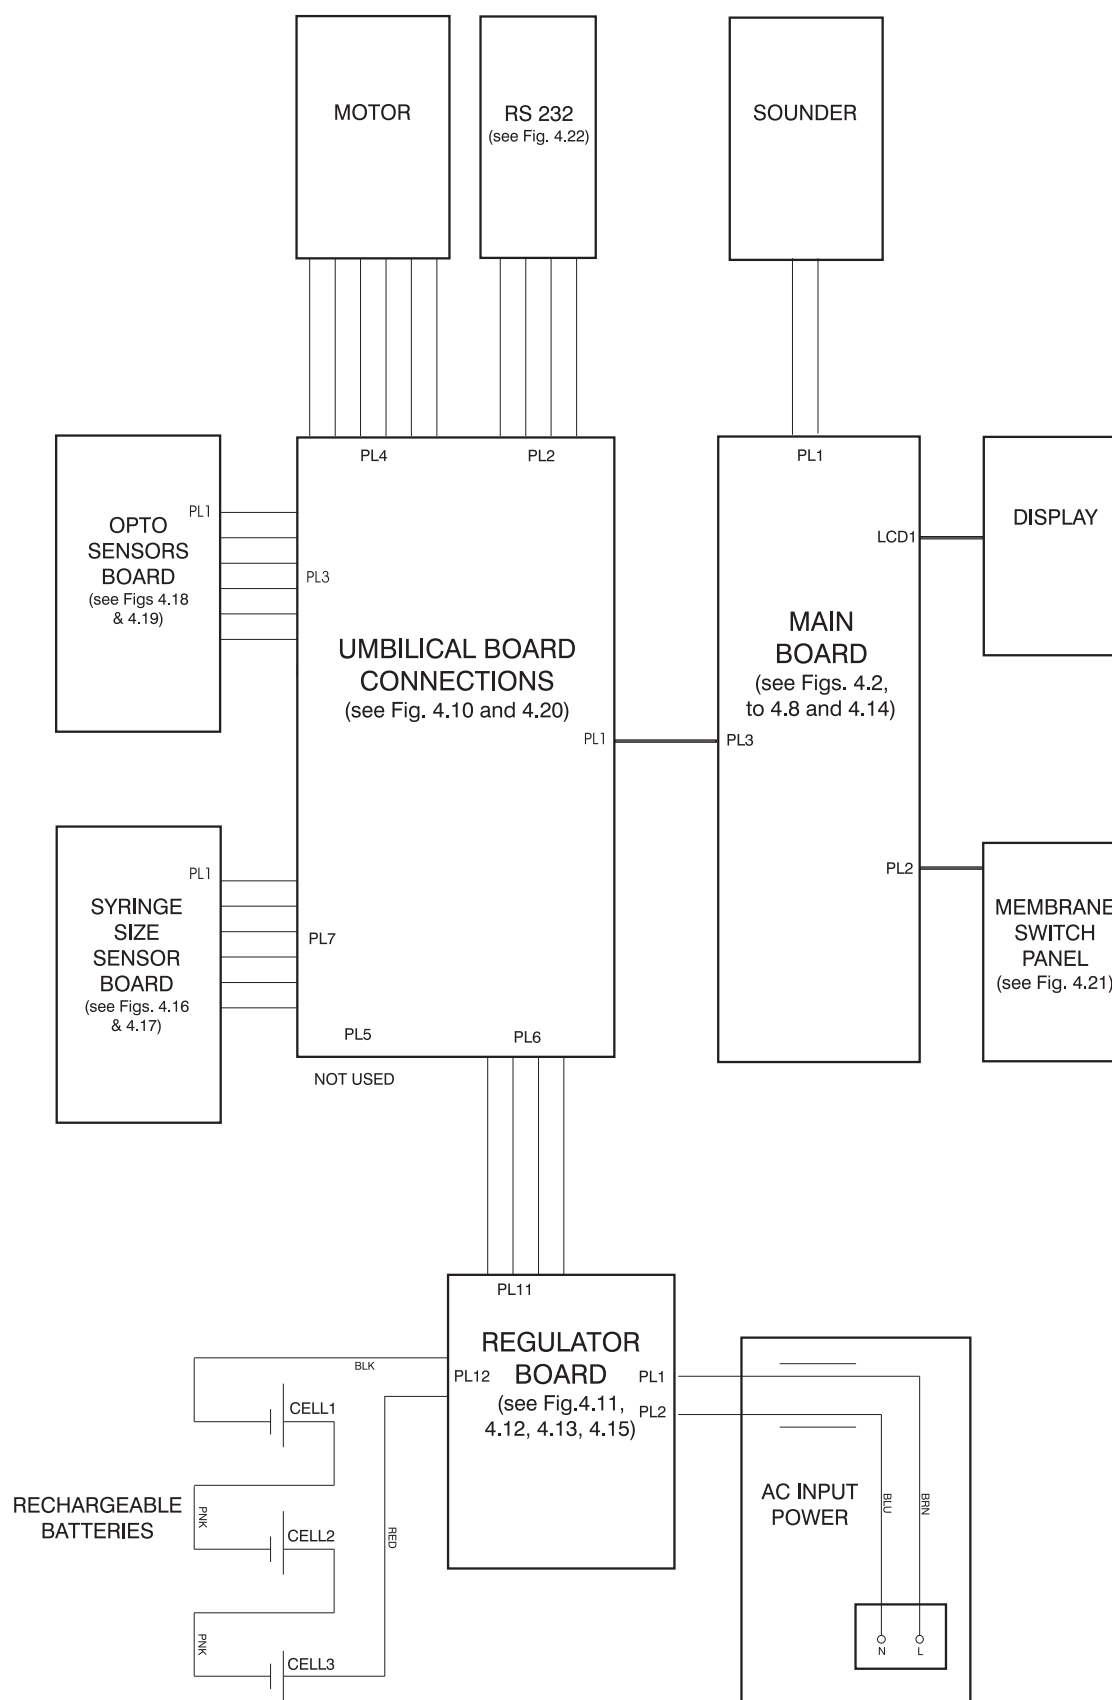 MOTOR
RS 232
(see Fig. 4.22)
SOUNDER
PL4
PL2
PL1
PL1
OPTO
SENSORS
BOARD
(see Figs 4.18
& 4.19)
PL3
UMBILICAL BOARD
CONNECTIONS
(see Fig. 4.10 and 4.20)
PL1
LCD1
DISPLAY
MAIN
BOARD
(see Figs. 4.2,
to 4.8 and 4.14)
PL3
PL2
MEMBRANE
SWITCH
PANEL
(see Fig. 4.21)
PL1
SYRINGE
SIZE
SENSOR
BOARD
(see Figs. 4.16
& 4.17)
PL7
PL5
PL6
NOT USED
PL11
REGULATOR
BOARD
(see Fig.4.11,
4.12, 4.13, 4.15)
PL12
PL1
PL2
BLK
CELL1
RECHARGEABLE
BATTERIES
PNK
CELL2
RED
PNK
CELL3
AC INPUT
POWER
BLU
BRN
N
L